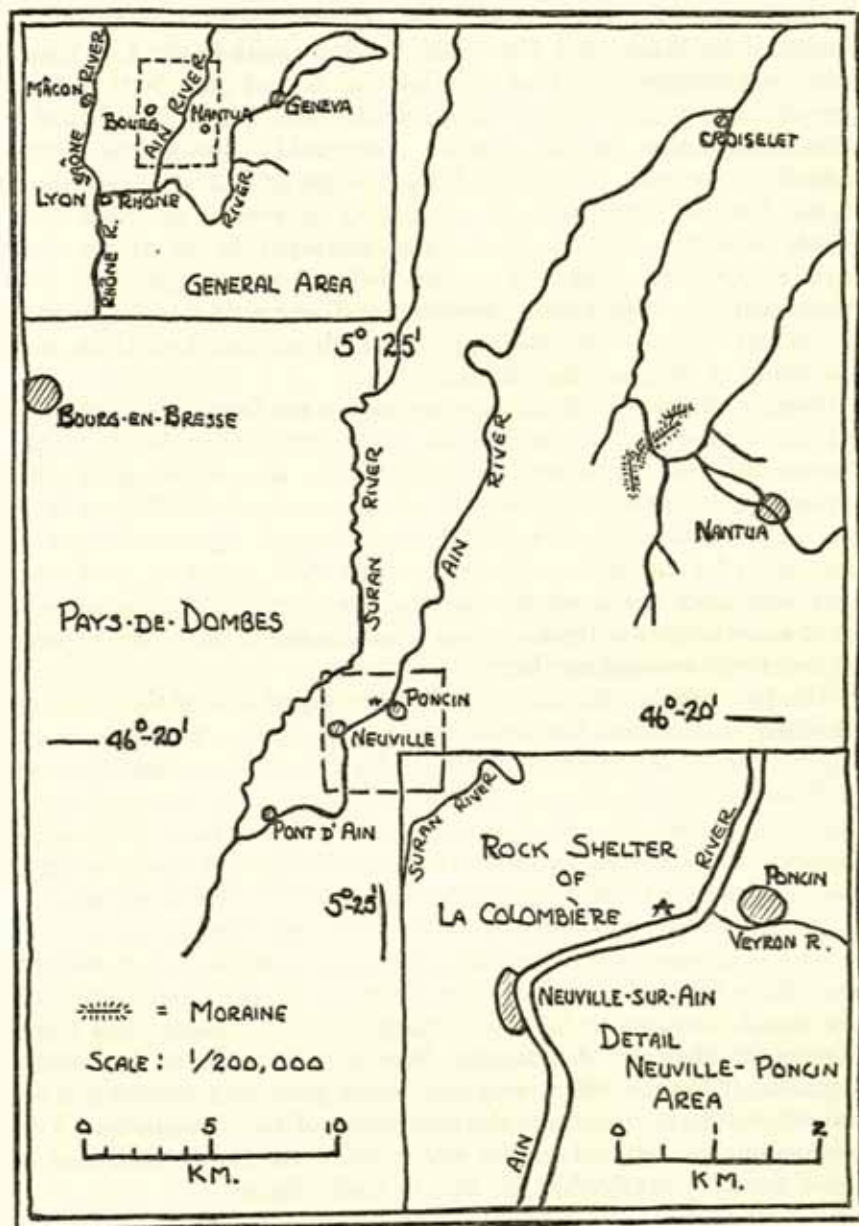 MÂCON
SAÔNE RIVER
BOURG
AIN RIVER
NANTUA
GENEVA
LYON
RHÔNE
RIVER
RHÔNE R.
GENERAL AREA
CROISELET
5° 25'
BOURG-EN-BRESSE
SURAN RIVER
AIN RIVER
NANTUA
PAYS-DE-DOMBES
PONCIN
NEUVILLE
46°-20'
46°-20'
PONT D'AIN
5°-25'
= MORAINE
SCALE: 1/200,000
0 5 10
KM.
SURAN RIVER
ROCK SHELTER
OF
LA COLOMBIÈRE
RIVER
PONCIN
VEYRON R.
NEUVILLE-SUR-AIN
DETAIL
NEUVILLE-PONCIN
AREA
AIN
0 1 2
KM.